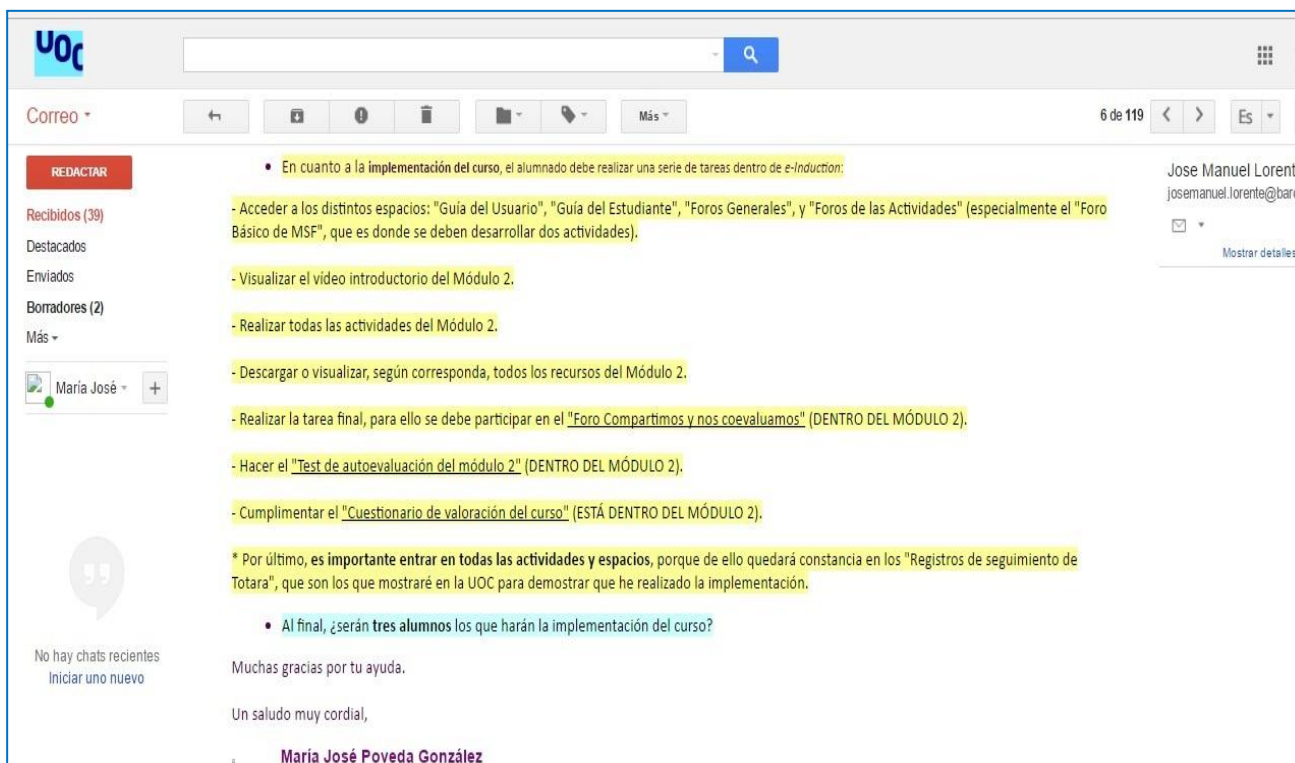 UOC
Correo
Más
6 de 119
Es
REDACTAR
Recibidos (39)
Destacados
Enviados
Borradores (2)
Más
María José
No hay chats recientes
Iniciar uno nuevo
• En cuanto a la implementación del curso, el alumnado debe realizar una serie de tareas dentro de e-Induction:
- Acceder a los distintos espacios: "Guía del Usuario", "Guía del Estudiante", "Foros Generales", y "Foros de las Actividades" (especialmente el "Foro
Básico de MSF", que es donde se deben desarrollar dos actividades).
- Visualizar el vídeo introductorio del Módulo 2.
- Realizar todas las actividades del Módulo 2.
- Descargar o visualizar, según corresponda, todos los recursos del Módulo 2.
- Realizar la tarea final, para ello se debe participar en el "Foro Compartimos y nos coevaluamos" (DENTRO DEL MÓDULO 2).
- Hacer el "Test de autoevaluación del módulo 2" (DENTRO DEL MÓDULO 2).
- Cumplimentar el "Cuestionario de valoración del curso" (ESTÁ DENTRO DEL MÓDULO 2).
* Por último, es importante entrar en todas las actividades y espacios, porque de ello quedará constancia en los "Registros de seguimiento de
Totara", que son los que mostraré en la UOC para demostrar que he realizado la implementación.
• Al final, ¿serán tres alumnos los que harán la implementación del curso?
Muchas gracias por tu ayuda.
Un saludo muy cordial,
María José Poveda González
Jose Manuel Lorent
josemanuel.lorente@bar
Mostrar detalles